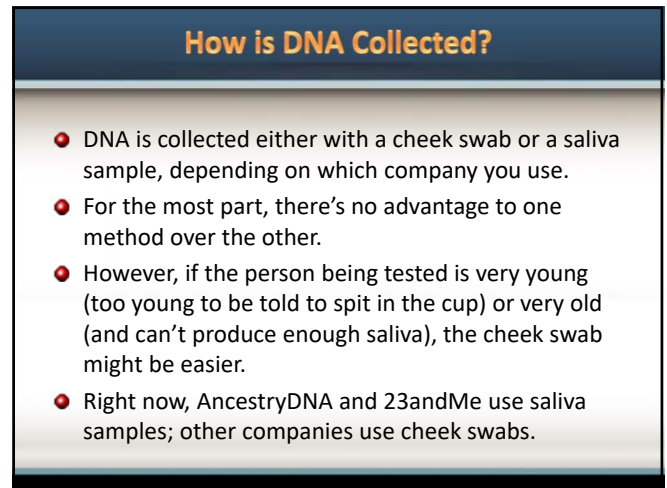 How is DNA Collected?
DNA is collected either with a cheek swab or a saliva
sample, depending on which company you use.
For the most part, there's no advantage to one
method over the other.
However, if the person being tested is very young
(too young to be told to spit in the cup) or very old
(and can't produce enough saliva), the cheek swab
might be easier.
Right now, AncestryDNA and 23andMe use saliva
samples; other companies use cheek swabs.